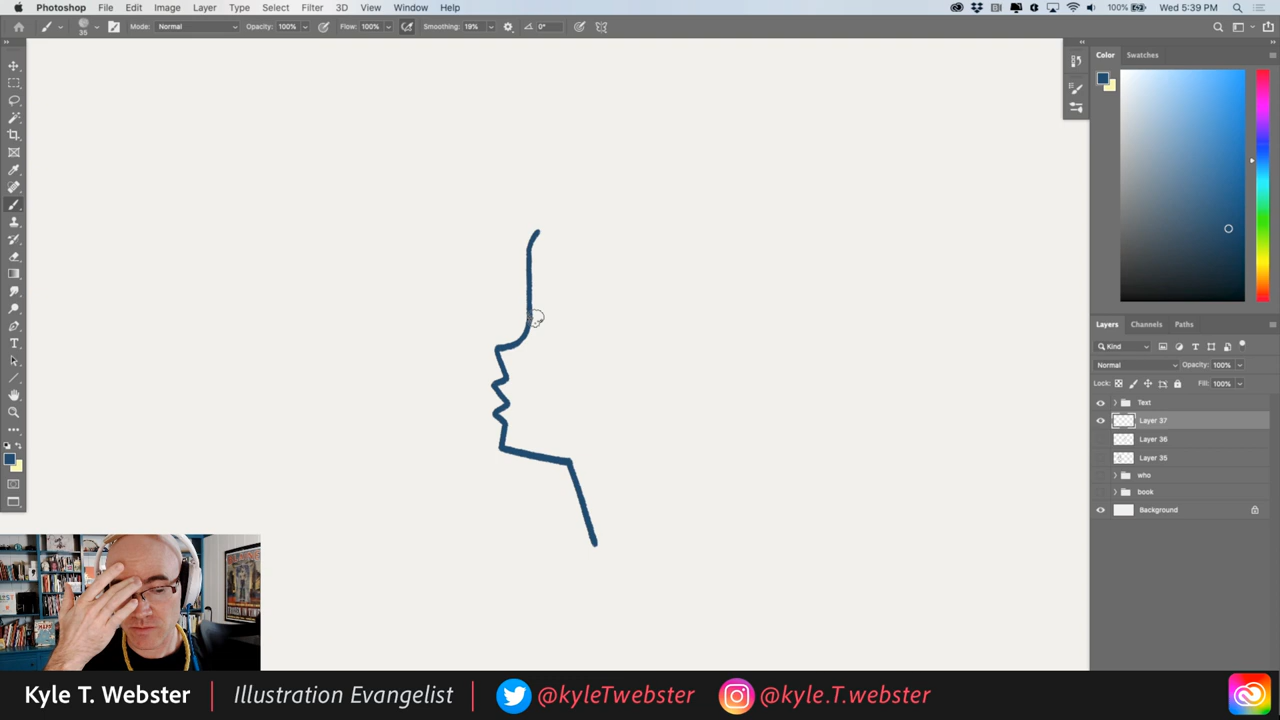 Photoshop File Edit Image Layer Type Select Filter 3D View Window Help 100% Wed 5:39 PM
35 Mode: Normal Opacity: 100% Flow: 100% Smoothing: 19% 0°
Color Swatches
Layers Channels Paths
Kind
Normal Opacity: 100%
Lock: Fill: 100%
Text
Layer 37
Layer 36
Layer 35
who
book
Background
Kyle T. Webster | Illustration Evangelist @kyleTwebster @kyle.T.webster